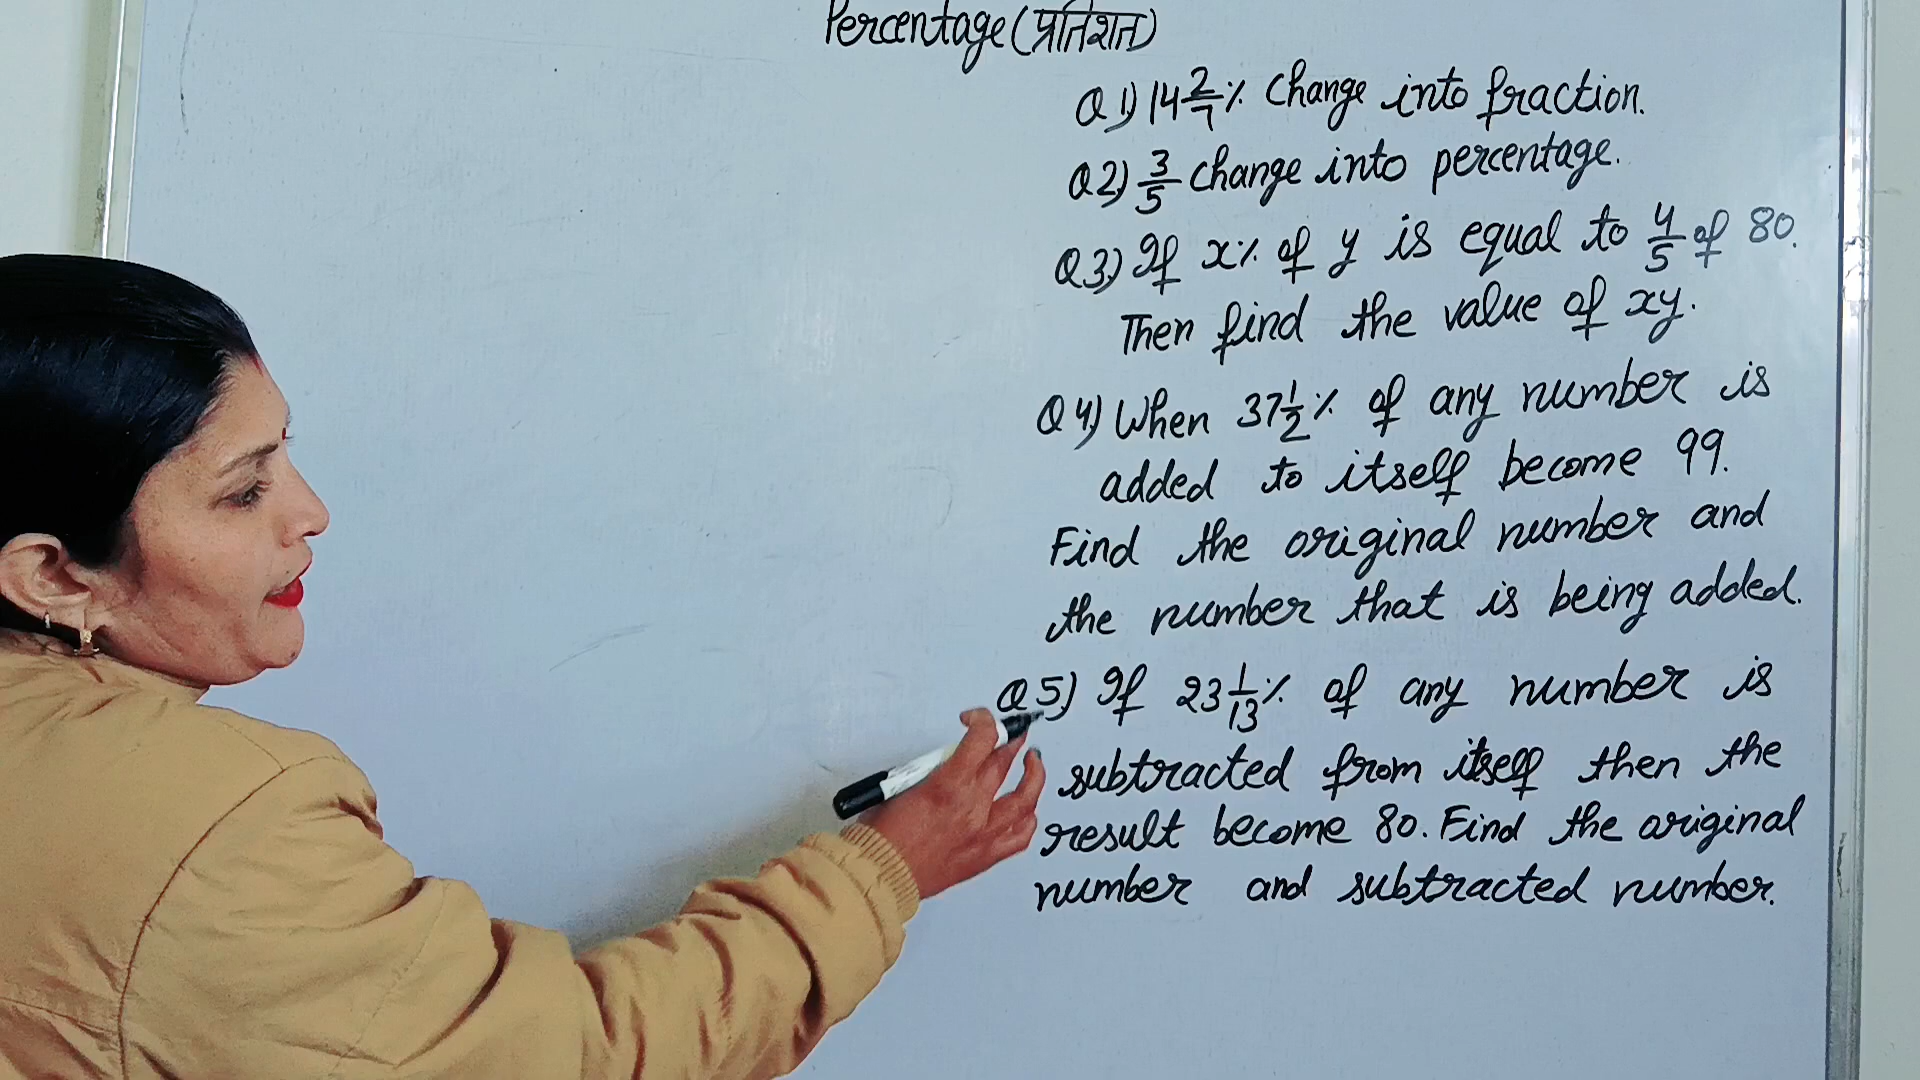 Percentage (प्रतिशत)
Q 1) 14 2/7 % change into fraction.
Q2) 3/5 change into percentage.
Q3) If x% of y is equal to 4/5 of 80.
Then find the value of xy.
Q 4) When 37 1/2 % of any number is
added to itself become 99.
Find the original number and
the number that is being added.
Q 5) If 23 1/13 % of any number is
subtracted from itself then the
result become 80. Find the original
number and subtracted number.